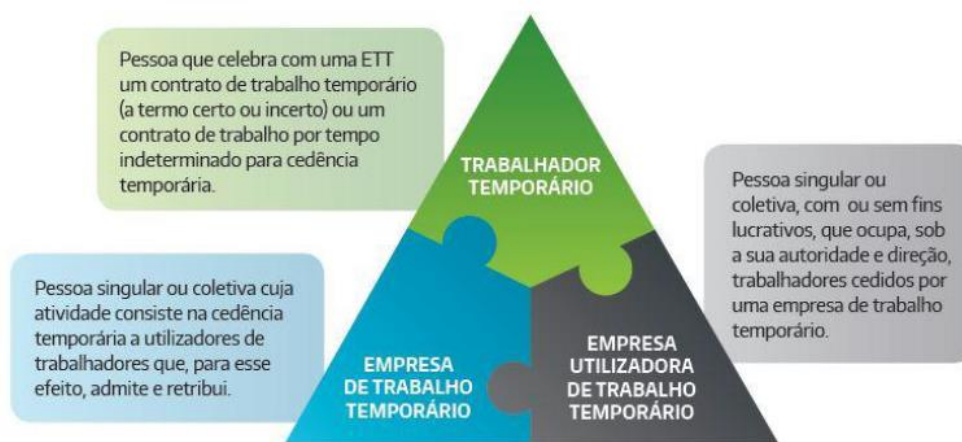 Pessoa que celebra com uma ETT
um contrato de trabalho temporário
(a termo certo ou incerto) ou um
contrato de trabalho por tempo
indeterminado para cedência
temporária.
TRABALHADOR
TEMPORÁRIO
Pessoa singular ou
coletiva, com ou sem fins
lucrativos, que ocupa, sob
a sua autoridade e direção,
trabalhadores cedidos por
uma empresa de trabalho
temporário.
Pessoa singular ou coletiva cuja
atividade consiste na cedência
temporária a utilizadores de
trabalhadores que, para esse
efeito, admite e retribui.
EMPRESA
DE TRABALHO
TEMPORÁRIO
EMPRESA
UTILIZADORA
DE TRABALHO
TEMPORÁRIO